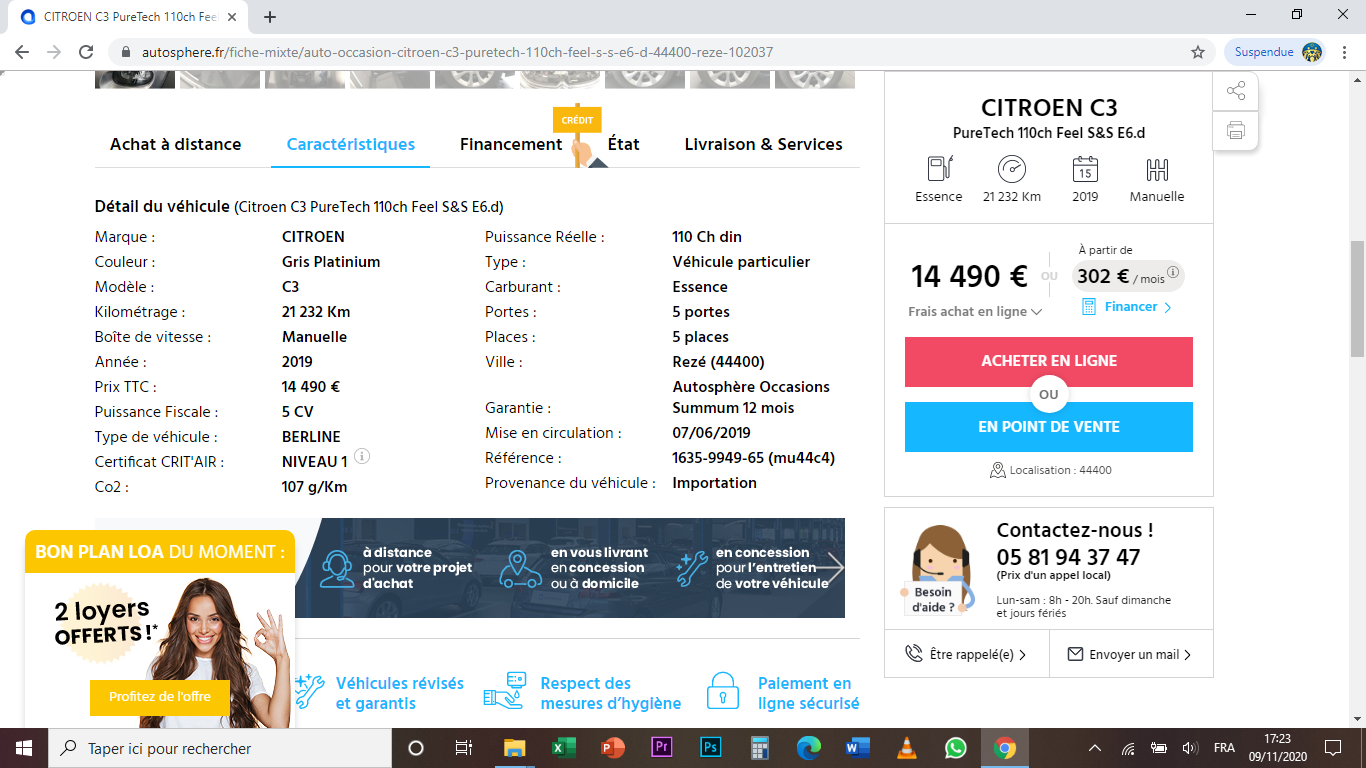 CITROEN C3 PureTech 110ch Fee
autosphere.fr/fiche-mixte/auto-occasion-citroen-c3-puretech-110ch-feel-s-s-e6-d-44400-reze-102037
Suspendue
CRÉDIT
Achat à distance Caractéristiques Financement État Livraison & Services
Détail du véhicule (Citroen C3 PureTech 110ch Feel S&S E6.d)
Marque : CITROEN
Couleur : Gris Platinium
Modèle : C3
Kilométrage : 21 232 Km
Boîte de vitesse : Manuelle
Année : 2019
Prix TTC : 14 490 €
Puissance Fiscale : 5 CV
Type de véhicule : BERLINE
Certificat CRIT'AIR : NIVEAU 1
Co2 : 107 g/Km
Puissance Réelle : 110 Ch din
Type : Véhicule particulier
Carburant : Essence
Portes : 5 portes
Places : 5 places
Ville : Rezé (44400)
Autosphère Occasions
Garantie : Summum 12 mois
Mise en circulation : 07/06/2019
Référence : 1635-9949-65 (mu44c4)
Provenance du véhicule : Importation
CITROEN C3
PureTech 110ch Feel S&S E6.d
15
Essence 21 232 Km 2019 Manuelle
À partir de
14 490 € OU 302 € / mois
Frais achat en ligne Financer
ACHETER EN LIGNE
OU
EN POINT DE VENTE
Localisation : 44400
Contactez-nous !
05 81 94 37 47
(Prix d'un appel local)
Lun-sam : 8h - 20h. Sauf dimanche
et jours fériés
Besoin
d'aide ?
Être rappelé(e) Envoyer un mail
à distance
pour votre projet
d'achat
en vous livrant
en concession
ou à domicile
en concession
pour l'entretien
de votre véhicule
BON PLAN LOA DU MOMENT :
2 loyers
OFFERTS !*
Profitez de l'offre
Véhicules révisés
et garantis
Respect des
mesures d'hygiène
Paiement en
ligne sécurisé
Taper ici pour rechercher
Pr
Ps
FRA
17:23
09/11/2020